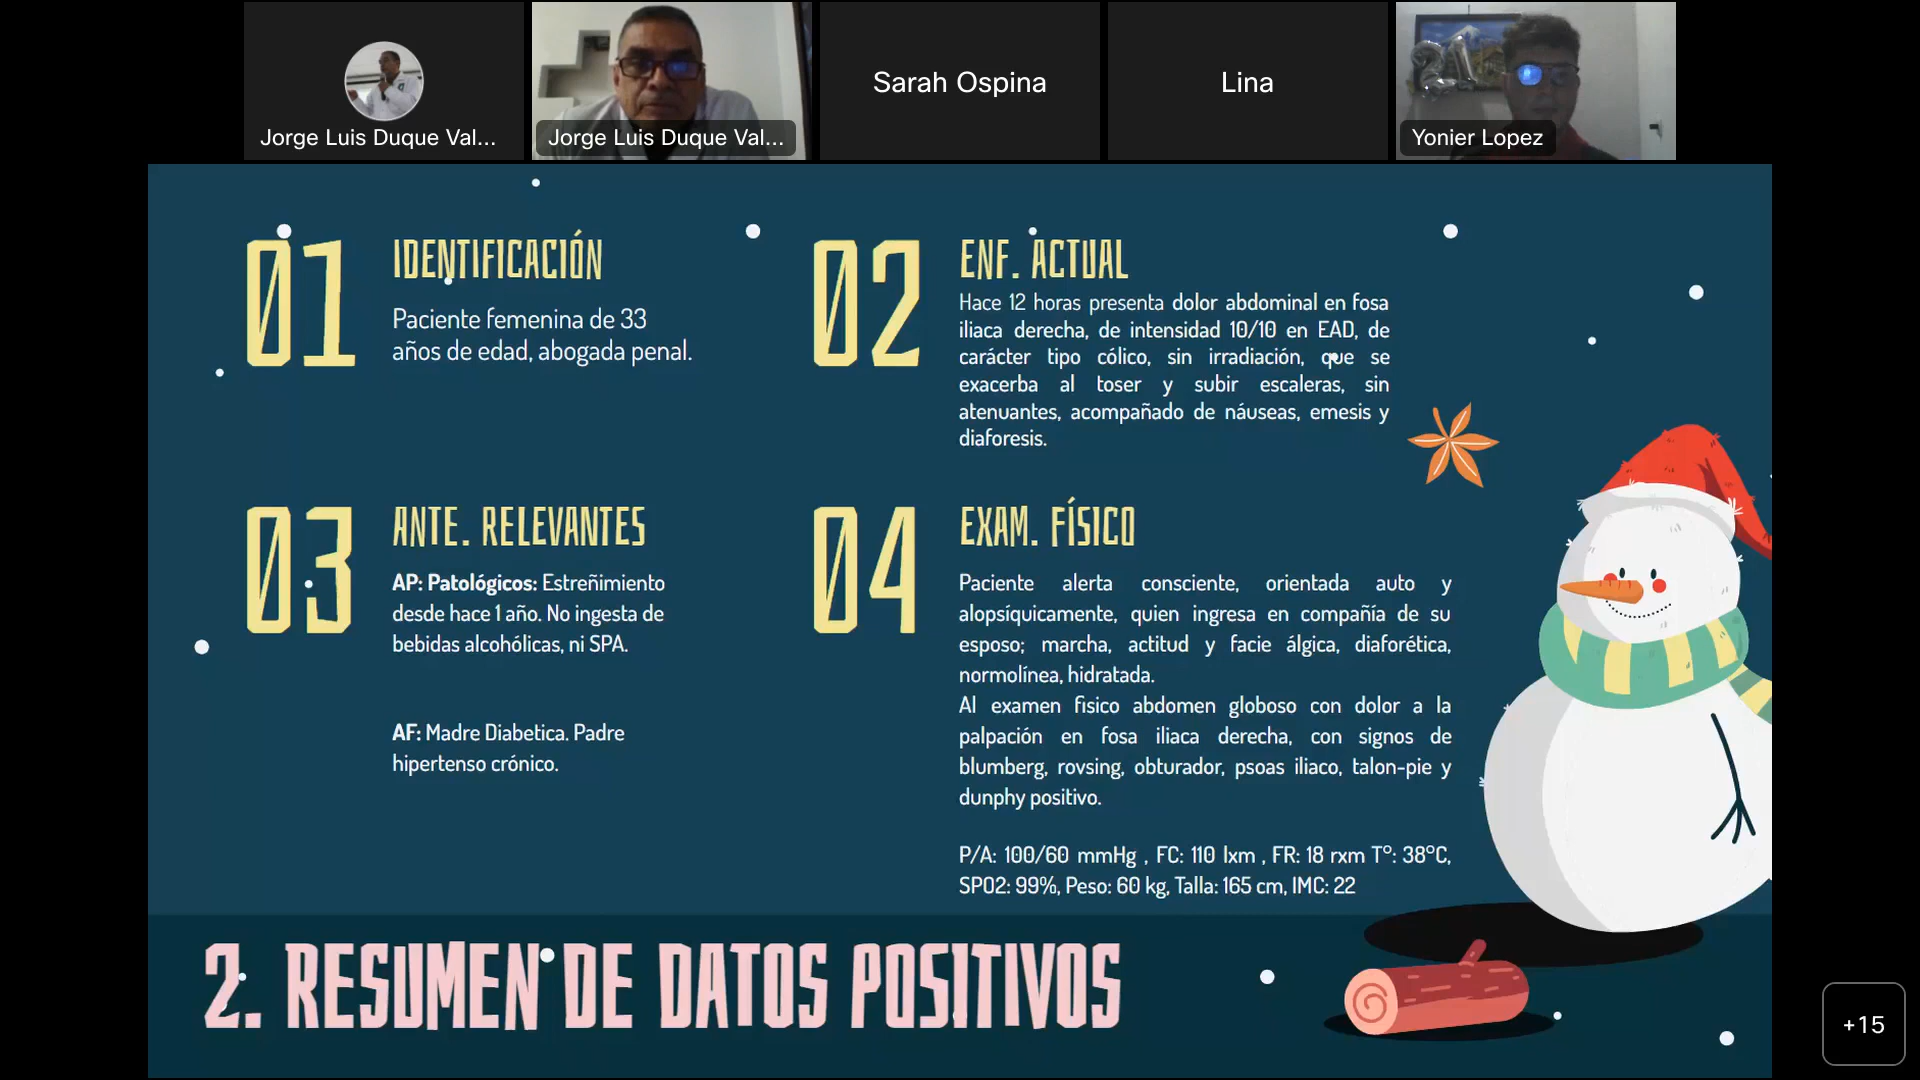 Jorge Luis Duque Val...
Jorge Luis Duque Val...
Sarah Ospina
Lina
Yonier Lopez
01
IDENTIFICACIÓN
Paciente femenina de 33
años de edad, abogada penal.
02
ENF. ACTUAL
Hace 12 horas presenta dolor abdominal en fosa
iliaca derecha, de intensidad 10/10 en EAD, de
carácter tipo cólico, sin irradiación, que se
exacerba al toser y subir escaleras, sin
atenuantes, acompañado de náuseas, emesis y
diaforesis.
03
ANTE. RELEVANTES
AP: Patológicos: Estreñimiento
desde hace 1 año. No ingesta de
bebidas alcohólicas, ni SPA.
AF: Madre Diabetica. Padre
hipertenso crónico.
04
EXAM. FÍSICO
Paciente alerta consciente, orientada auto y
alopsíquicamente, quien ingresa en compañía de su
esposo; marcha, actitud y facie álgica, diaforética,
normolínea, hidratada.
Al examen fisico abdomen globoso con dolor a la
palpación en fosa iliaca derecha, con signos de
blumberg, rovsing, obturador, psoas iliaco, talon-pie y
dunphy positivo.
P/A: 100/60 mmHg , FC: 110 lxm , FR: 18 rxm T°: 38°C,
SPO2: 99%, Peso: 60 kg, Talla: 165 cm, IMC: 22
2. RESUMEN DE DATOS POSITIVOS
+15